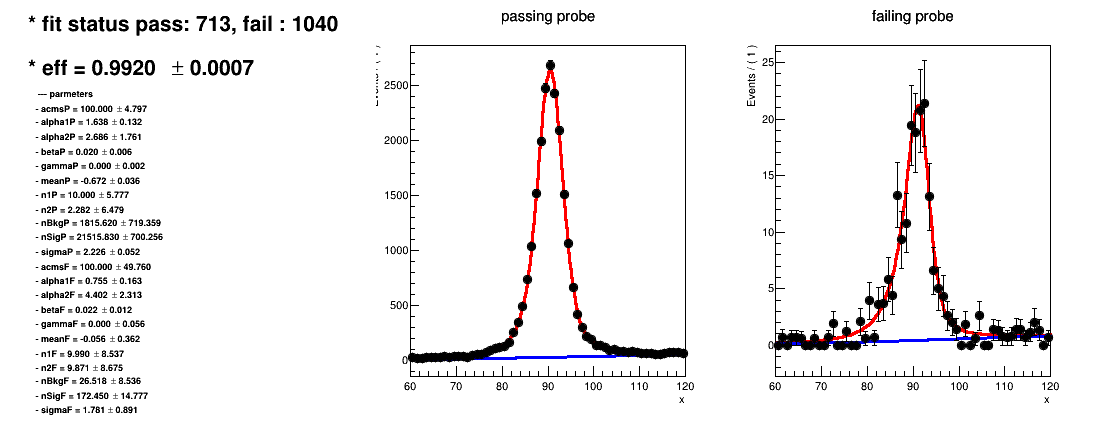 * fit status pass: 713, fail : 1040
* eff = 0.9920 ± 0.0007
--- parmeters
- acmsP = 100.000 ± 4.797
- alpha1P = 1.638 ± 0.132
- alpha2P = 2.686 ± 1.761
- betaP = 0.020 ± 0.006
- gammaP = 0.000 ± 0.002
- meanP = -0.672 ± 0.036
- n1P = 10.000 ± 5.777
- n2P = 2.282 ± 6.479
- nBkgP = 1815.620 ± 719.359
- nSigP = 21515.830 ± 700.256
- sigmaP = 2.226 ± 0.052
- acmsF = 100.000 ± 49.760
- alpha1F = 0.755 ± 0.163
- alpha2F = 4.402 ± 2.313
- betaF = 0.022 ± 0.012
- gammaF = 0.000 ± 0.056
- meanF = -0.056 ± 0.362
- n1F = 9.990 ± 8.537
- n2F = 9.871 ± 8.675
- nBkgF = 26.518 ± 8.536
- nSigF = 172.450 ± 14.777
- sigmaF = 1.781 ± 0.891
passing probe
2500
2000
1500
1000
500
0
60 70 80 90 100 110 120
x
failing probe
Events / ( 1 )
25
20
15
10
5
0
60 70 80 90 100 110 120
x